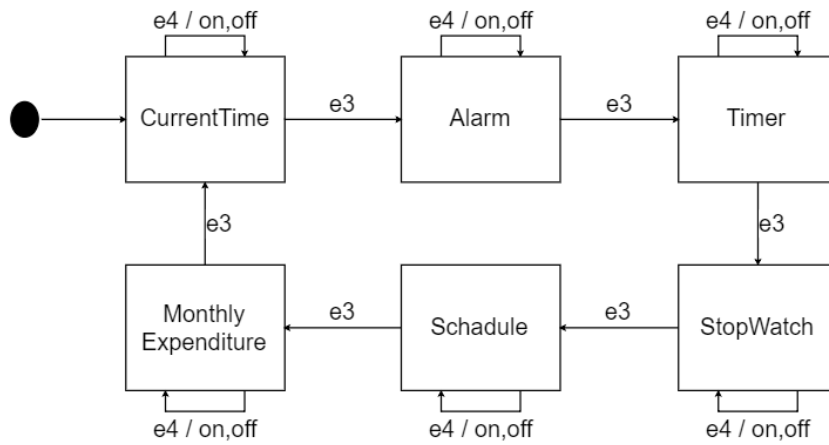 e4 / on,off
e4 / on,off
e4 / on,off
CurrentTime
e3
Alarm
e3
Timer
e3
e3
Monthly
Expenditure
e3
Schadule
e3
StopWatch
e4 / on,off
e4 / on,off
e4 / on,off